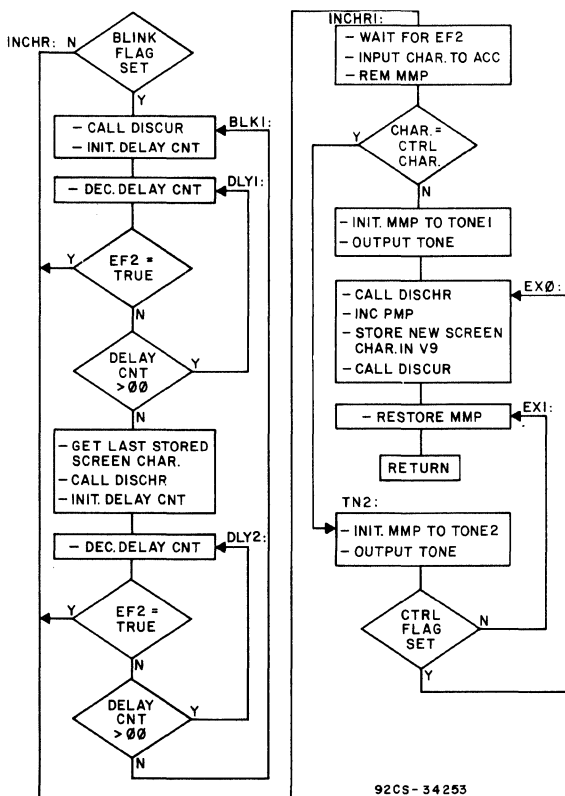 INCHR: N
BLINK
FLAG
SET
Y
BLK1:
- CALL DISCUR
- INIT. DELAY CNT
DLY1:
- DEC. DELAY CNT
Y
EF2 =
TRUE
N
DELAY
CNT
>ØØ
Y
N
- GET LAST STORED
SCREEN CHAR.
- CALL DISCHR
- INIT. DELAY CNT
DLY2:
- DEC. DELAY CNT
Y
EF2 =
TRUE
N
DELAY
CNT
>ØØ
Y
N
INCHR1:
- WAIT FOR EF2
- INPUT CHAR. TO ACC
- REM MMP
Y
CHAR. =
CTRL
CHAR.
N
- INIT. MMP TO TONE1
- OUTPUT TONE
EXØ:
- CALL DISCHR
- INC PMP
- STORE NEW SCREEN
CHAR. IN V9
- CALL DISCUR
EX1:
- RESTORE MMP
RETURN
TN2:
- INIT. MMP TO TONE2
- OUTPUT TONE
CTRL
FLAG
SET
N
Y
92CS-34253